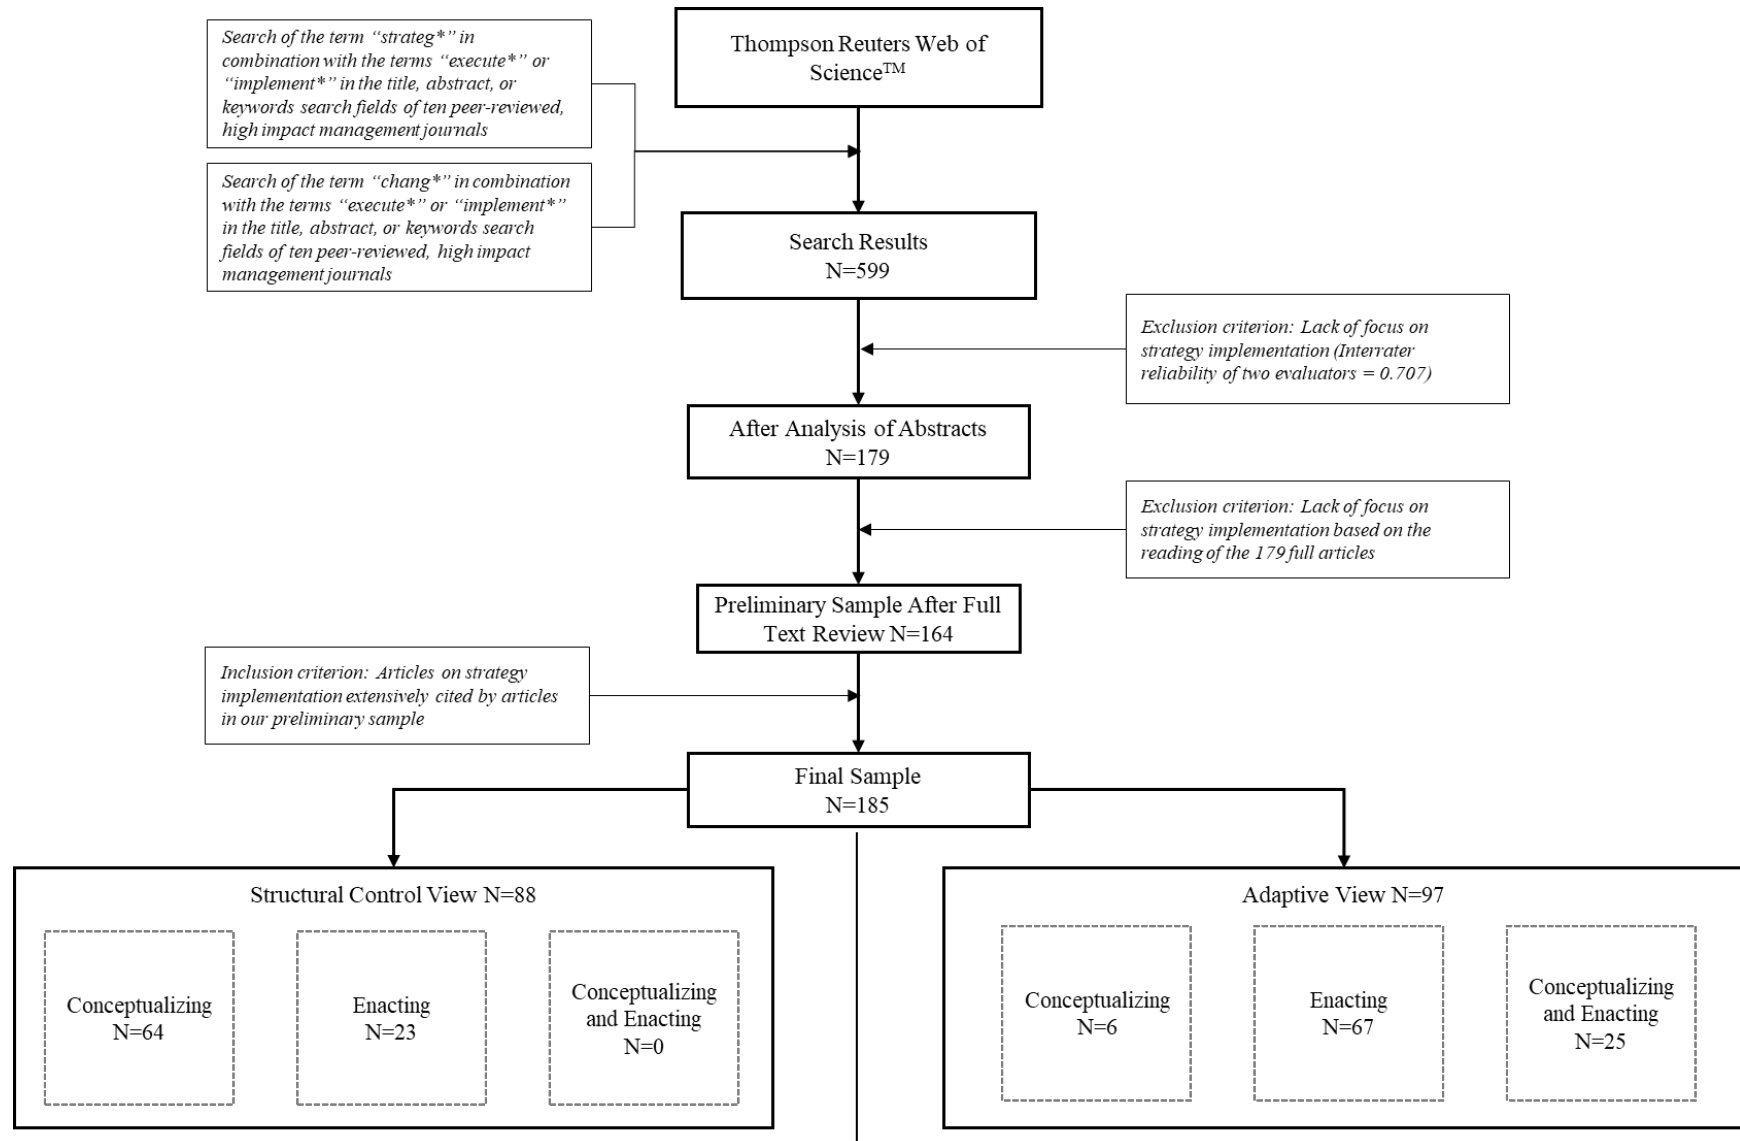 Search of the term “strateg*” in
combination with the terms “execute*” or
“implement*” in the title, abstract, or
keywords search fields of ten peer-reviewed,
high impact management journals
Thompson Reuters Web of
Science™
Search of the term “chang*” in combination
with the terms “execute*” or “implement*”
in the title, abstract, or keywords search
fields of ten peer-reviewed, high impact
management journals
Search Results
N=599
Exclusion criterion: Lack of focus on
strategy implementation (Interrater
reliability of two evaluators = 0.707)
After Analysis of Abstracts
N=179
Exclusion criterion: Lack of focus on
strategy implementation based on the
reading of the 179 full articles
Preliminary Sample After Full
Text Review N=164
Inclusion criterion: Articles on strategy
implementation extensively cited by articles
in our preliminary sample
Final Sample
N=185
Structural Control View N=88
Conceptualizing
N=64
Enacting
N=23
Conceptualizing
and Enacting
N=0
Adaptive View N=97
Conceptualizing
N=6
Enacting
N=67
Conceptualizing
and Enacting
N=25